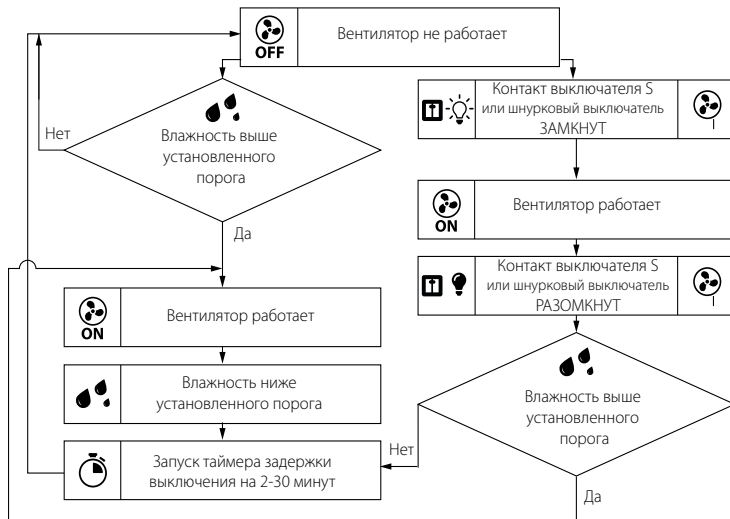 OFF
Вентилятор не работает
Контакт выключателя S
или шнурковый выключатель
ЗАМКНУТ
Нет
Влажность выше
установленного
порога
ON
Вентилятор работает
Да
Контакт выключателя S
или шнурковый выключатель
РАЗОМКНУТ
ON
Вентилятор работает
Влажность ниже
установленного порога
Влажность выше
установленного
порога
Нет
Запуск таймера задержки
выключения на 2-30 минут
Да